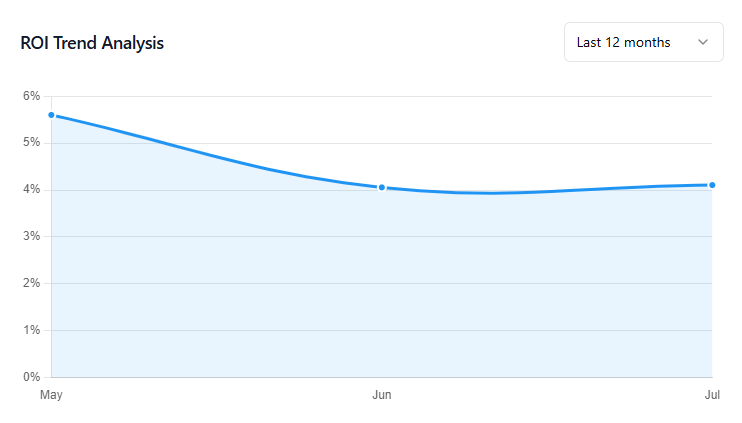 ROI Trend Analysis
Last 12 months
6%
5%
4%
3%
2%
1%
0%
May Jun Jul